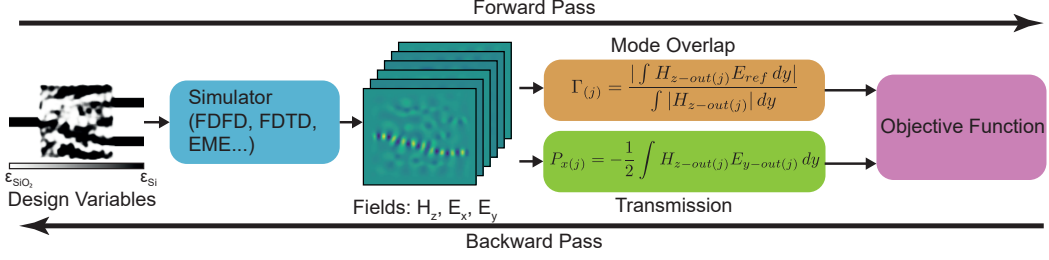 Forward Pass
Mode Overlap
Γ(j) = | ∫ Hz−out(j) Eref dy | / ∫ |Hz−out(j)| dy
Simulator
(FDFD, FDTD,
EME...)
Objective Function
Px(j) = −1/2 ∫ Hz−out(j) Ey−out(j) dy
εSiO₂
εSi
Design Variables
Fields: Hz, Ex, Ey
Transmission
Backward Pass